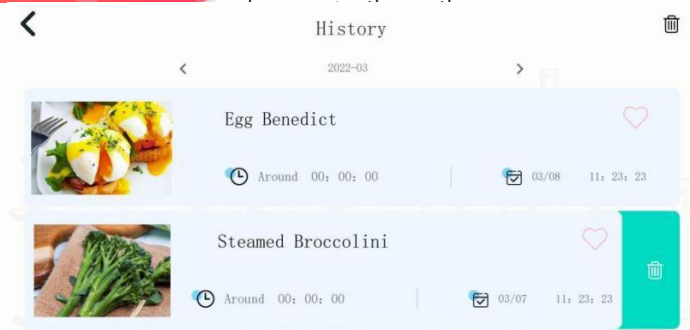 History
2022-03
Egg Benedict
Around 00: 00: 00
03/08 11: 23: 23
Steamed Broccolini
Around 00: 00: 00
03/07 11: 23: 23